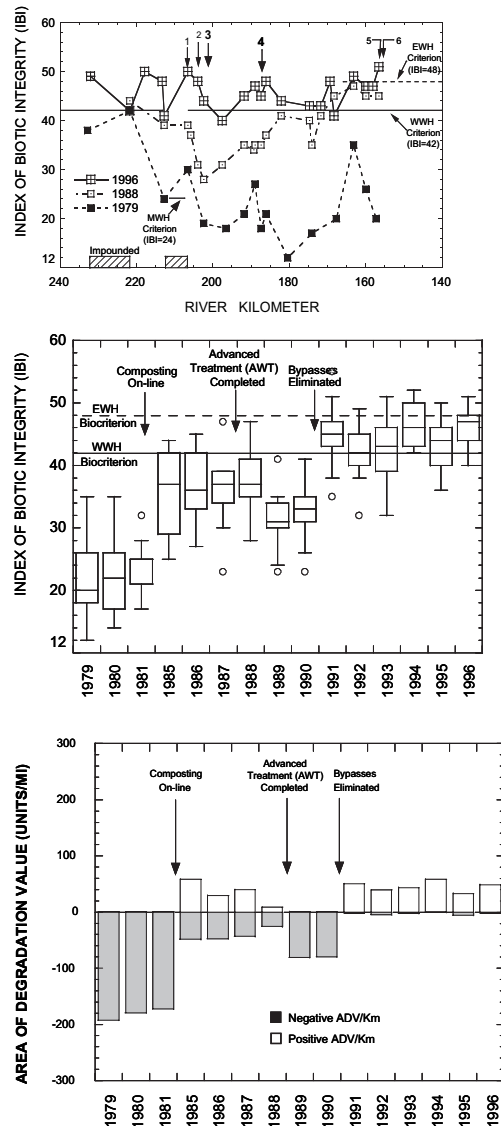 INDEX OF BIOTIC INTEGRITY (IBI)
60
50
40
30
20
12
1
2
3
4
5
6
EWH
Criterion
(IBI=48)
WWH
Criterion
(IBI=42)
1996
1988
1979
MWH
Criterion
(IBI=24)
Impounded
240
220
200
180
160
140
RIVER KILOMETER
INDEX OF BIOTIC INTEGRITY (IBI)
60
50
40
30
20
12
Composting
On-line
Advanced
Treatment (AWT)
Completed
Bypasses
Eliminated
EWH
Biocriterion
WWH
Biocriterion
1979
1980
1981
1985
1986
1987
1988
1989
1990
1991
1992
1993
1994
1995
1996
AREA OF DEGRADATION VALUE (UNITS/MI)
300
200
100
0
-100
-200
-300
Composting
On-line
Advanced
Treatment (AWT)
Completed
Bypasses
Eliminated
Negative ADV/Km
Positive ADV/Km
1979
1980
1981
1985
1986
1987
1988
1989
1990
1991
1992
1993
1994
1995
1996